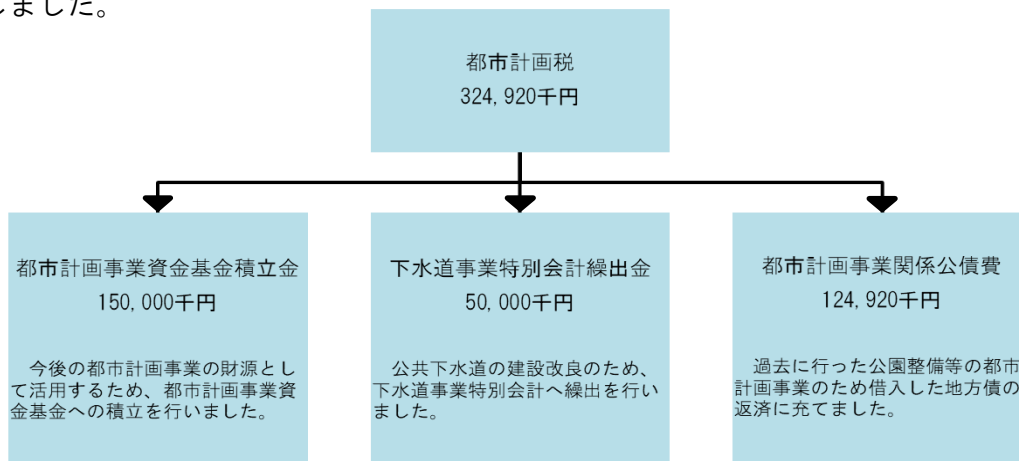 しました。
都市計画税
324,920千円
都市計画事業資金基金積立金
150,000千円
今後の都市計画事業の財源とし
て活用するため、都市計画事業資
金基金への積立を行いました。
下水道事業特別会計繰出金
50,000千円
公共下水道の建設改良のため、
下水道事業特別会計へ繰出を行い
ました。
都市計画事業関係公債費
124,920千円
過去に行った公園整備等の都市
計画事業のため借入した地方債の
返済に充てました。